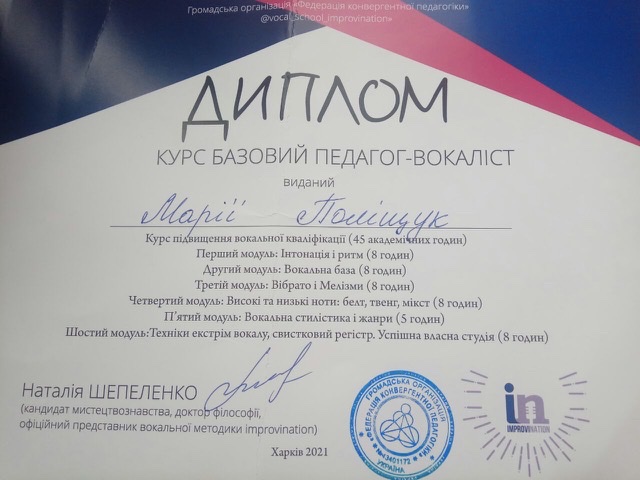 Громадська організація «Федерація конвергентної педагогіки»
@vocal_School_improvination»
ДИПЛОМ
КУРС БАЗОВИЙ ПЕДАГОГ-ВОКАЛІСТ
виданий
Марії Поліщук
Курс підвищення вокальної кваліфікації (45 академічних годин)
Перший модуль: Інтонація і ритм (8 годин)
Другий модуль: Вокальна база (8 годин)
Третій модуль: Вібрато і Мелізми (8 годин)
Четвертий модуль: Високі та низькі ноти: белт, твенг, мікст (8 годин)
П'ятий модуль: Вокальна стилістика і жанри (5 годин)
Шостий модуль:Техніки екстрім вокалу, свистковий регістр. Успішна власна студія (8 годин)
Наталія ШЕПЕЛЕНКО
(кандидат мистецтвознавства, доктор філософії,
офіційний представник вокальної методики improvination)
Харків 2021
ГРОМАДСЬКА ОРГАНІЗАЦІЯ
ФЕДЕРАЦІЯ КОНВЕРГЕНТНОЇ ПЕДАГОГІКИ
№43401172
УКРАЇНА
in
IMPROVINATION